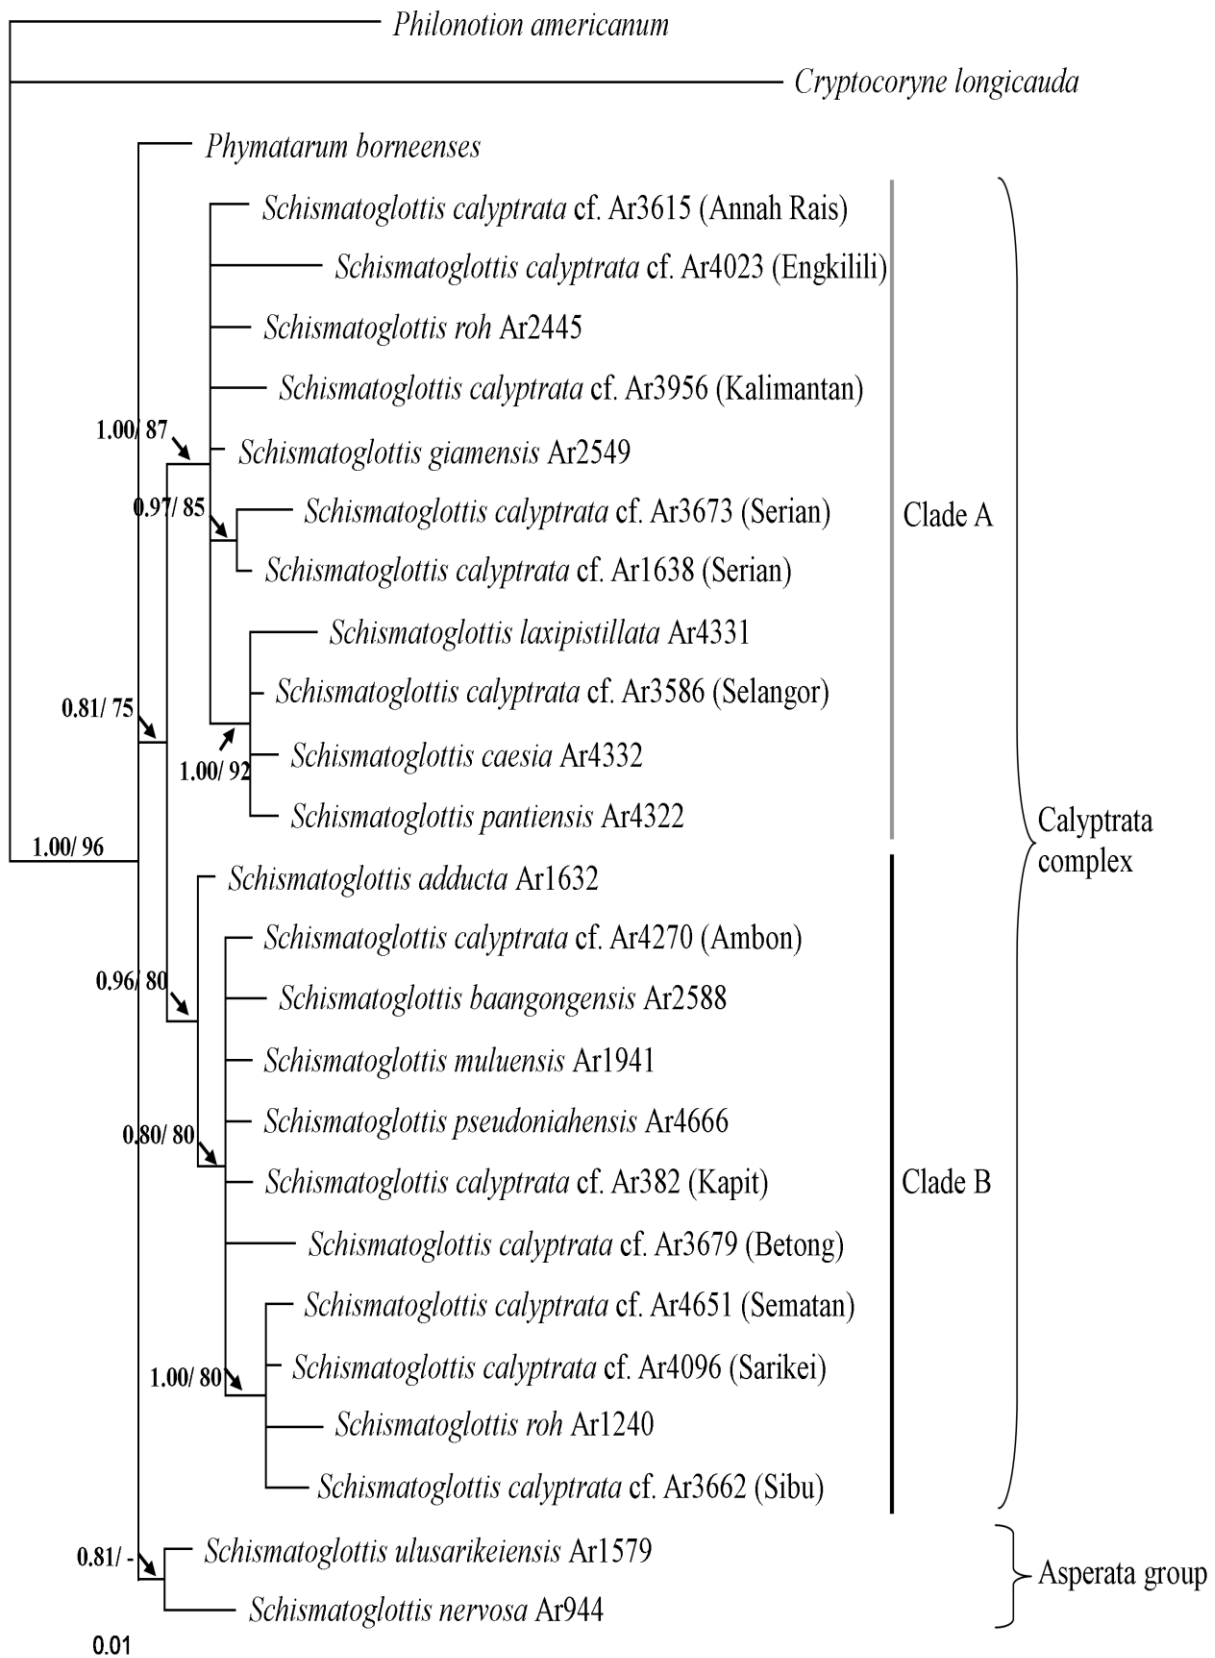 Philonotion americanum
Cryptocoryne longicauda
Phymatarum borneenses
Schismatoglottis calyptrata cf. Ar3615 (Annah Rais)
Schismatoglottis calyptrata cf. Ar4023 (Engkilili)
Schismatoglottis roh Ar2445
Schismatoglottis calyptrata cf. Ar3956 (Kalimantan)
1.00/ 87
Schismatoglottis giamensis Ar2549
0.97/ 85
Schismatoglottis calyptrata cf. Ar3673 (Serian)
Clade A
Schismatoglottis calyptrata cf. Ar1638 (Serian)
Schismatoglottis laxipistillata Ar4331
Schismatoglottis calyptrata cf. Ar3586 (Selangor)
0.81/ 75
Schismatoglottis caesia Ar4332
1.00/ 92
Schismatoglottis pantiensis Ar4322
Calyptrata
complex
1.00/ 96
Schismatoglottis adducta Ar1632
Schismatoglottis calyptrata cf. Ar4270 (Ambon)
0.96/ 80
Schismatoglottis baangongensis Ar2588
Schismatoglottis muluensis Ar1941
Schismatoglottis pseudoniahensis Ar4666
0.80/ 80
Schismatoglottis calyptrata cf. Ar382 (Kapit)
Clade B
Schismatoglottis calyptrata cf. Ar3679 (Betong)
Schismatoglottis calyptrata cf. Ar4651 (Sematan)
Schismatoglottis calyptrata cf. Ar4096 (Sarikei)
1.00/ 80
Schismatoglottis roh Ar1240
Schismatoglottis calyptrata cf. Ar3662 (Sibu)
0.81/ -
Schismatoglottis ulusarikeiensis Ar1579
Asperata group
Schismatoglottis nervosa Ar944
0.01